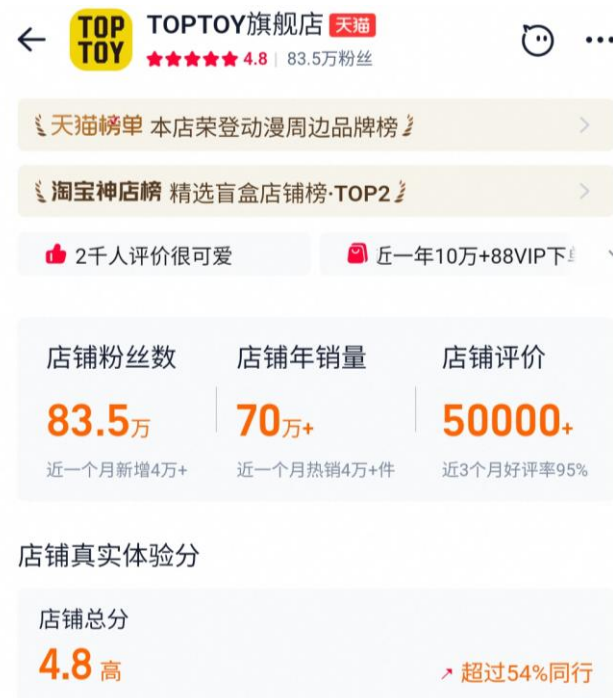 TOP
TOY
TOPTOY旗舰店 天猫
4.8 83.5万粉丝
天猫榜单 本店荣登动漫周边品牌榜
淘宝神店榜 精选盲盒店铺榜·TOP2
2千人评价很可爱 近一年10万+88VIP下
店铺粉丝数 店铺年销量 店铺评价
83.5万 70万+ 50000+
近一个月新增4万+ 近一个月热销4万+件 近3个月好评率95%
店铺真实体验分
店铺总分
4.8 高 超过54%同行